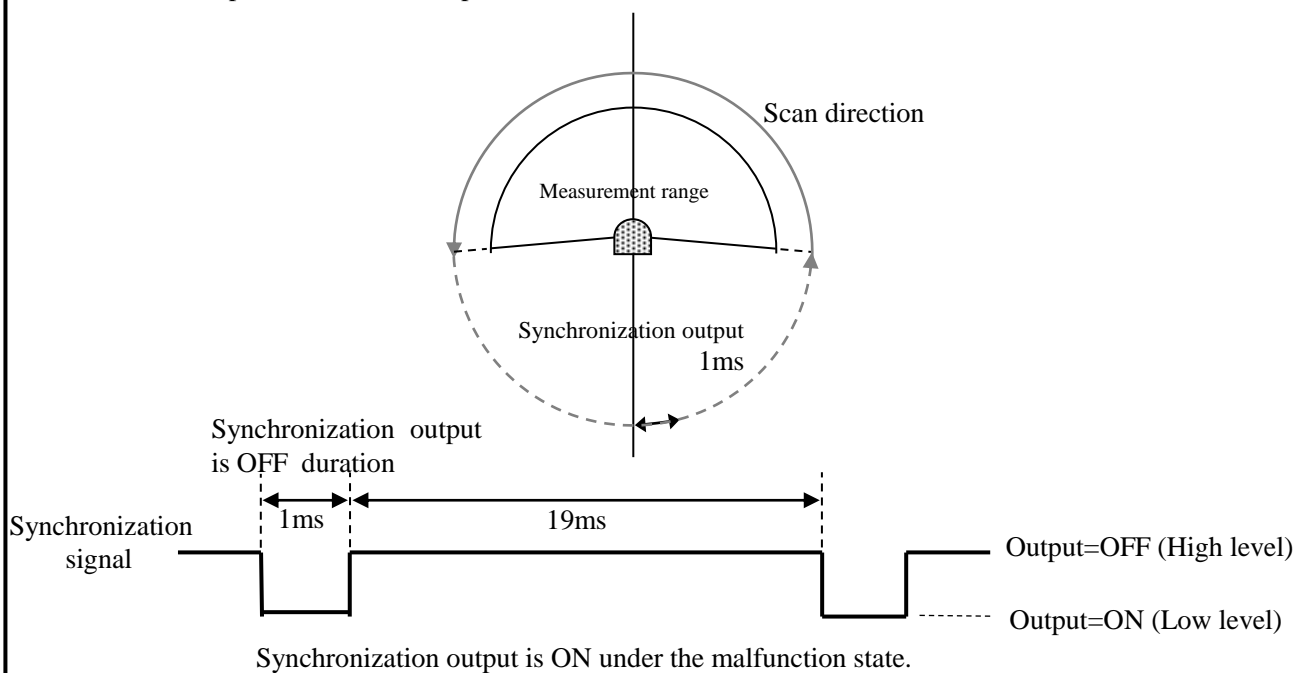 Scan direction
Measurement range
Synchronization output
1ms
Synchronization output
is OFF duration
1ms
19ms
Synchronization
signal
Output=OFF (High level)
Output=ON (Low level)
Synchronization output is ON under the malfunction state.